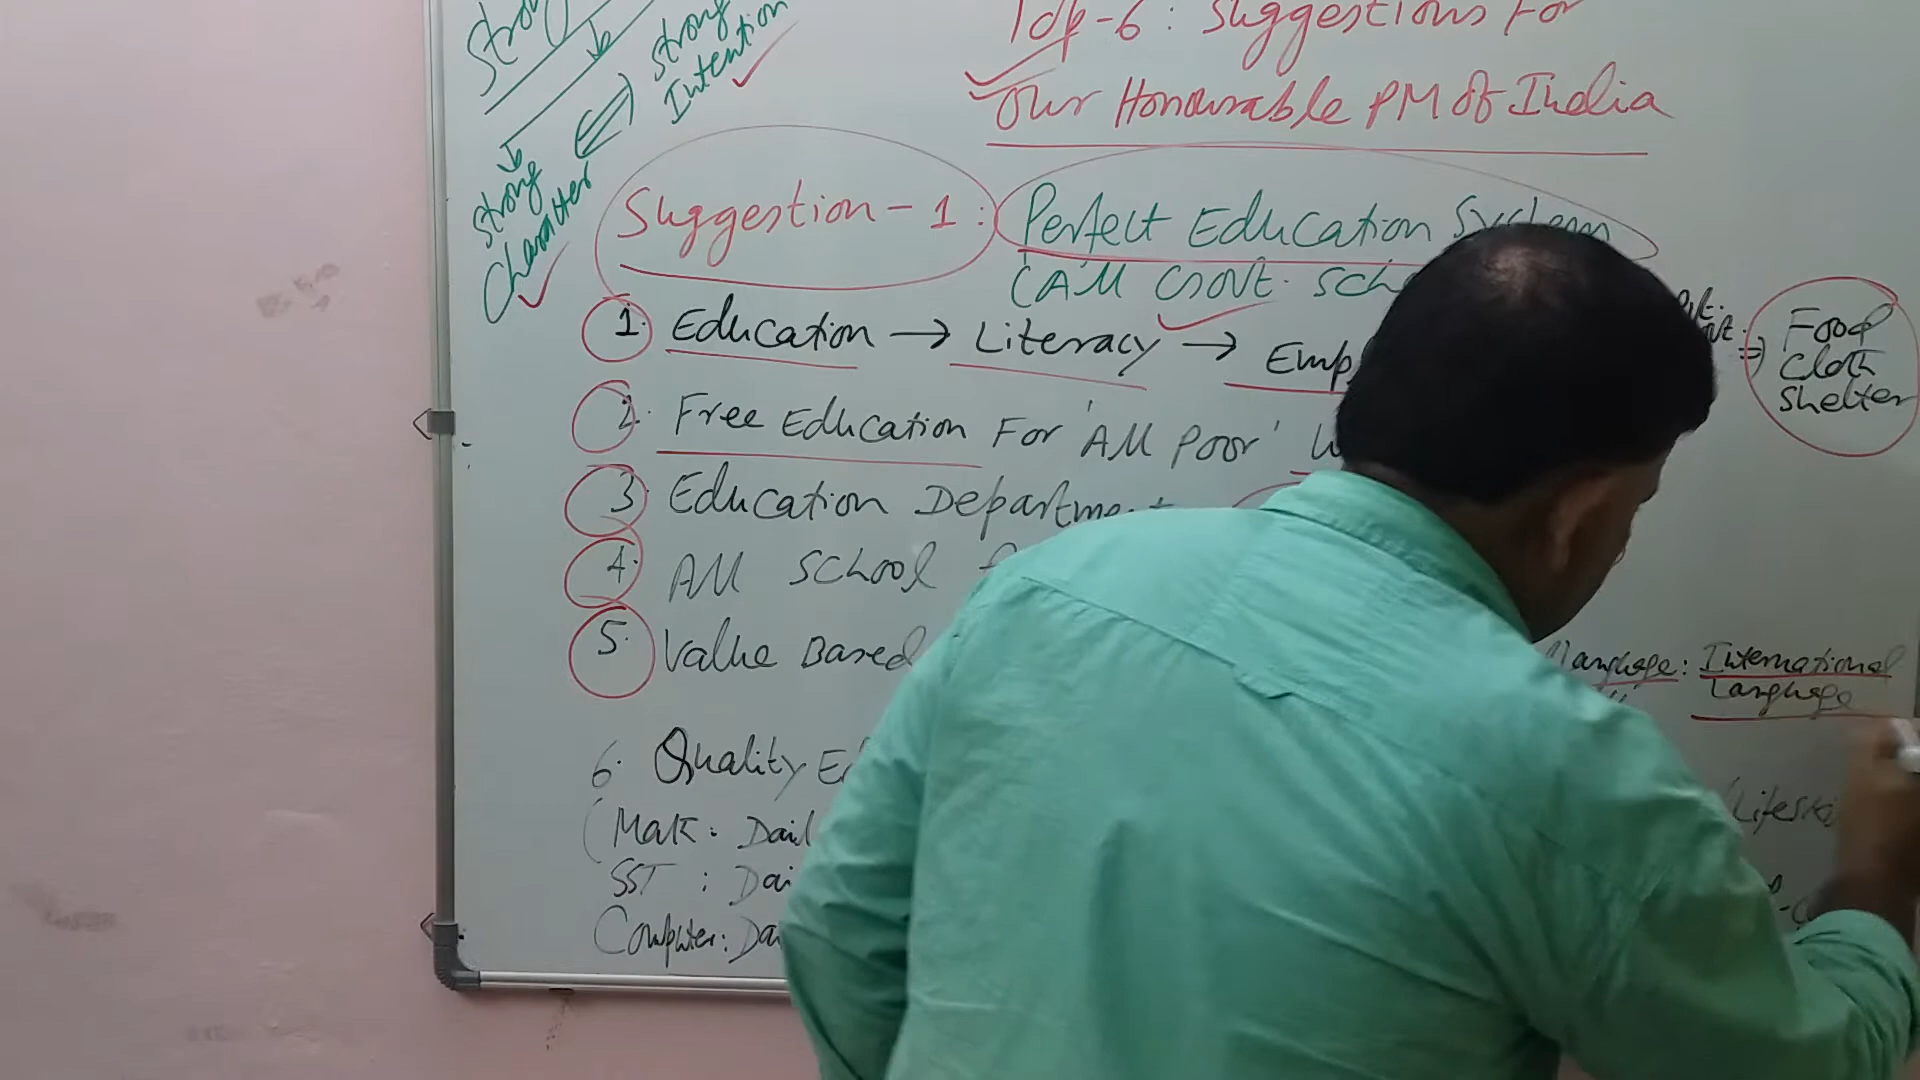 Strong
Strong
Intention
Strong
Character
Top-6: Suggestions For
Our Honourable PM Of India
Suggestion-1: Perfect Education System
(All Govt. Sch
1. Education → Literacy → Emp
⇒ Food
Cloth
Shelter
2. Free Education For 'All Poor'
3. Education Department
4. All School
5. Value Based
Language: International
Language
6. Quality
(Math: Dail
SST : Dai
Computer: Dai
(Lifeski